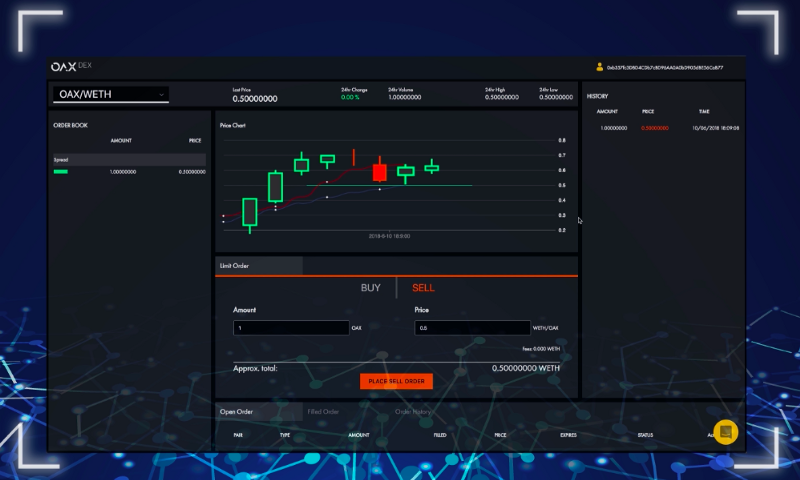 OAX DEX
OAX/WETH
Last Price
0.50000000
24hr Change
0.00 %
24hr Volume
1.00000000
24hr High
0.50000000
24hr Low
0.50000000
HISTORY
AMOUNT PRICE TIME
1.00000000 0.50000000 10/06/2018 18:09:08
ORDER BOOK
AMOUNT PRICE
Spread
1.00000000 0.50000000
Price Chart
0.8
0.7
0.6
0.5
0.4
0.3
0.2
2018-6-10 18:8:00
Limit Order
BUY SELL
Amount
1 OAX
Price
0.5 WETH/OAX
Fees: 0.000 WETH
Approx. total: 0.50000000 WETH
PLACE SELL ORDER
Open Order Filled Order Order History
PAIR TYPE AMOUNT FILLED PRICE EXPIRES STATUS